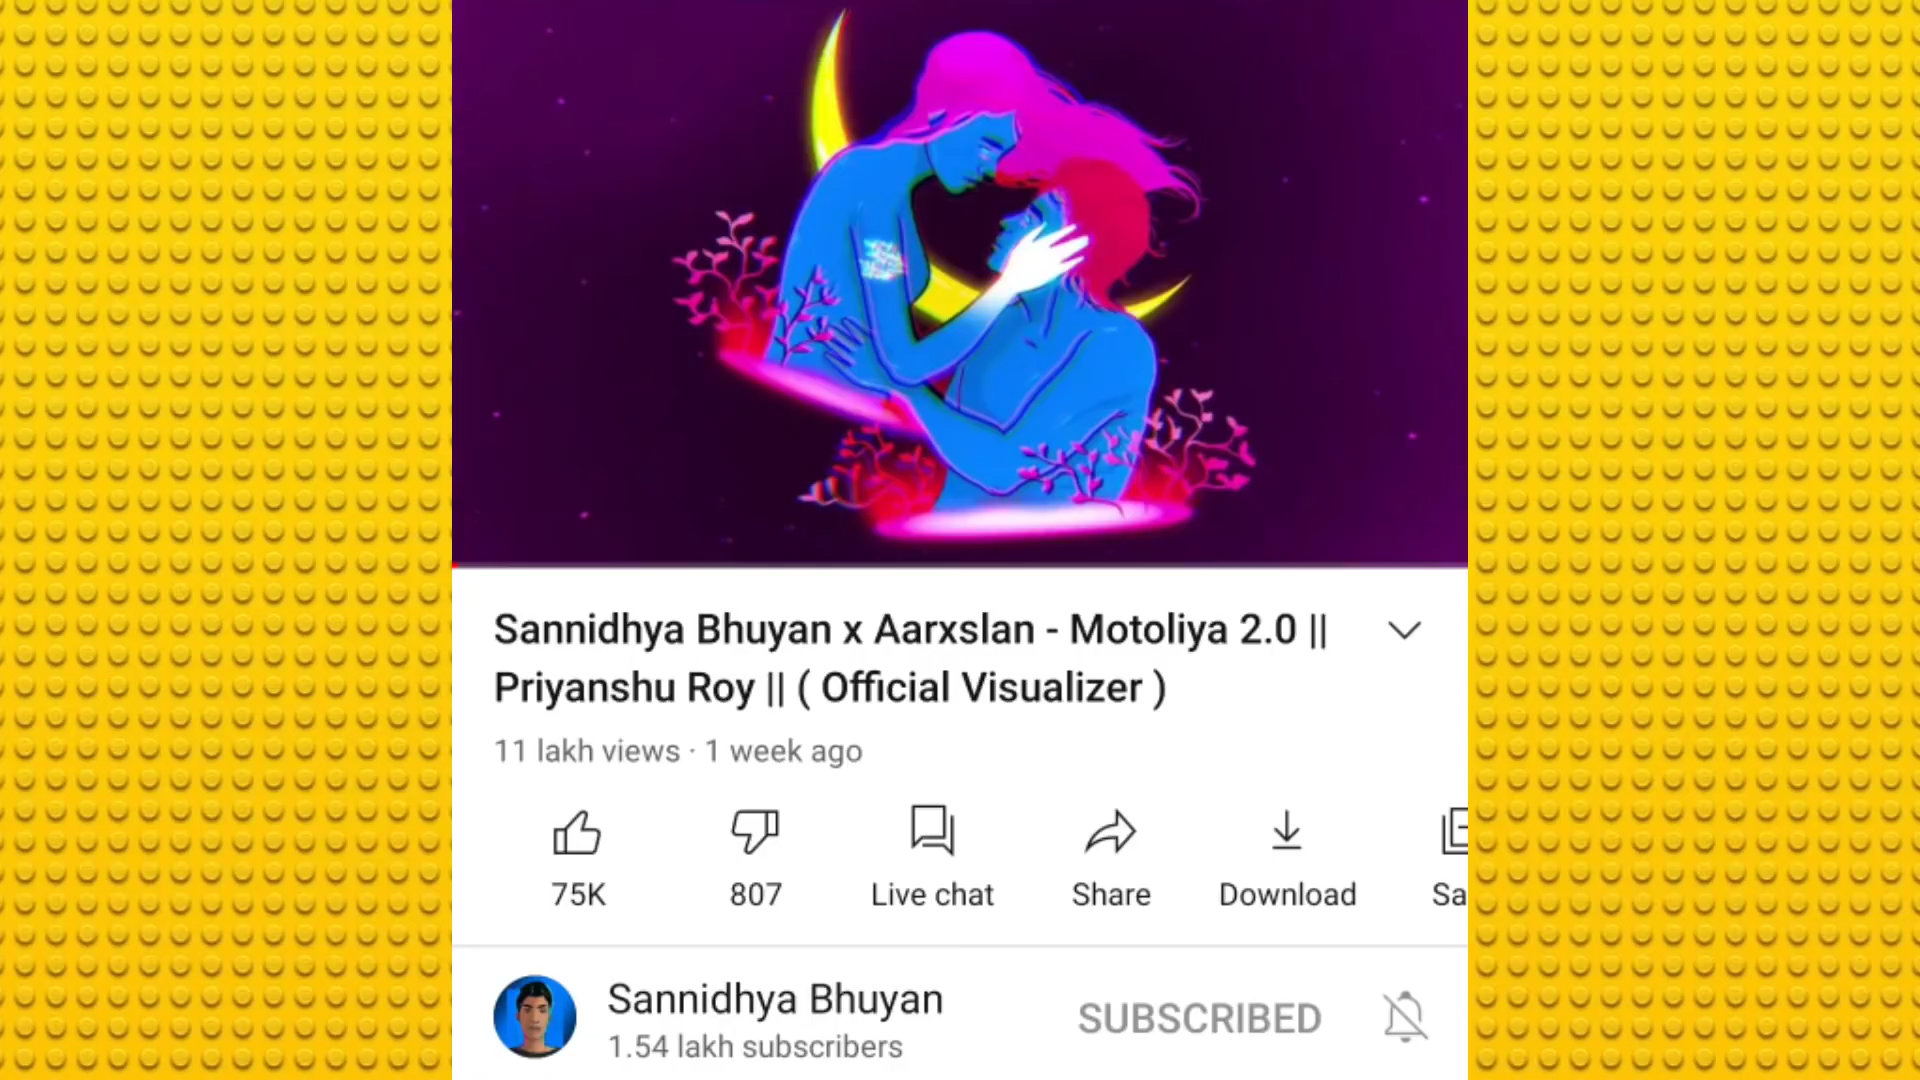 Sannidhya Bhuyan x Aarxslan - Motoliya 2.0 ||
Priyanshu Roy || ( Official Visualizer )
11 lakh views · 1 week ago
75K
807
Live chat
Share
Download
Sa
Sannidhya Bhuyan
1.54 lakh subscribers
SUBSCRIBED